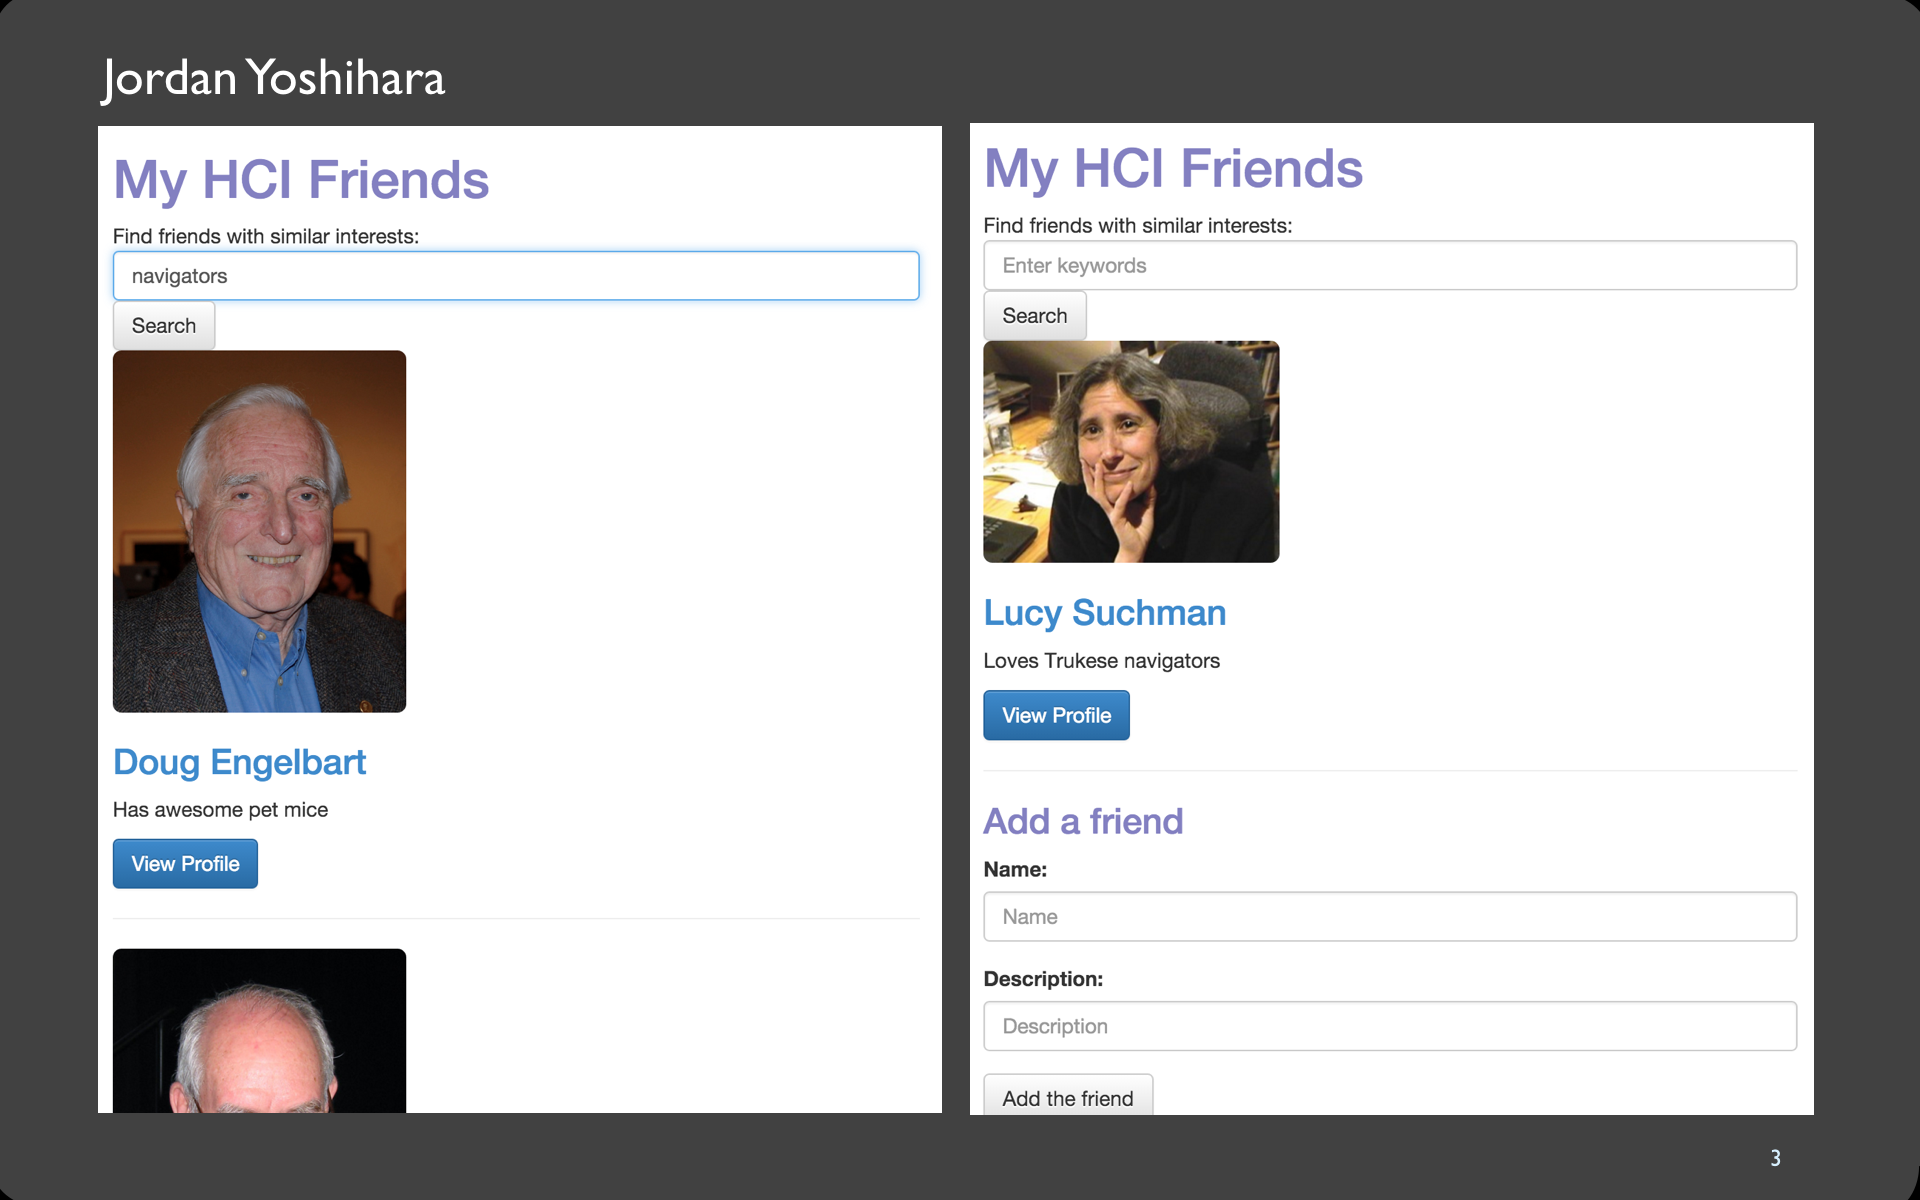 Jordan Yoshihara
My HCI Friends
Find friends with similar interests:
navigators
Search
Doug Engelbart
Has awesome pet mice
View Profile
My HCI Friends
Find friends with similar interests:
Enter keywords
Search
Lucy Suchman
Loves Trukese navigators
View Profile
Add a friend
Name:
Name
Description:
Description
Add the friend
3